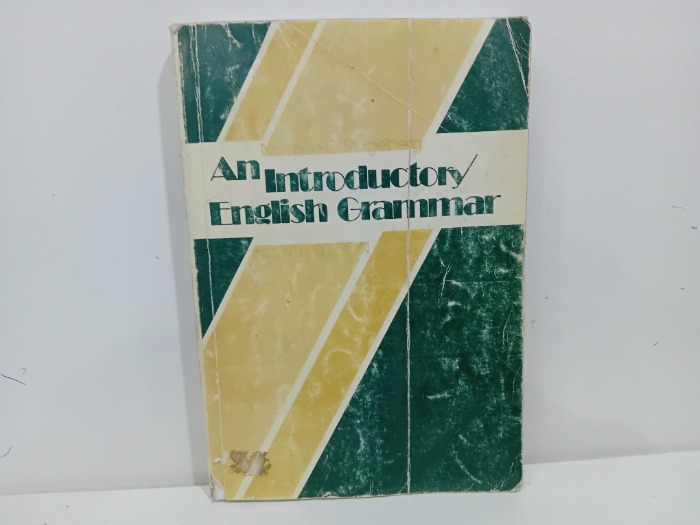 An Introductory
English Grammar